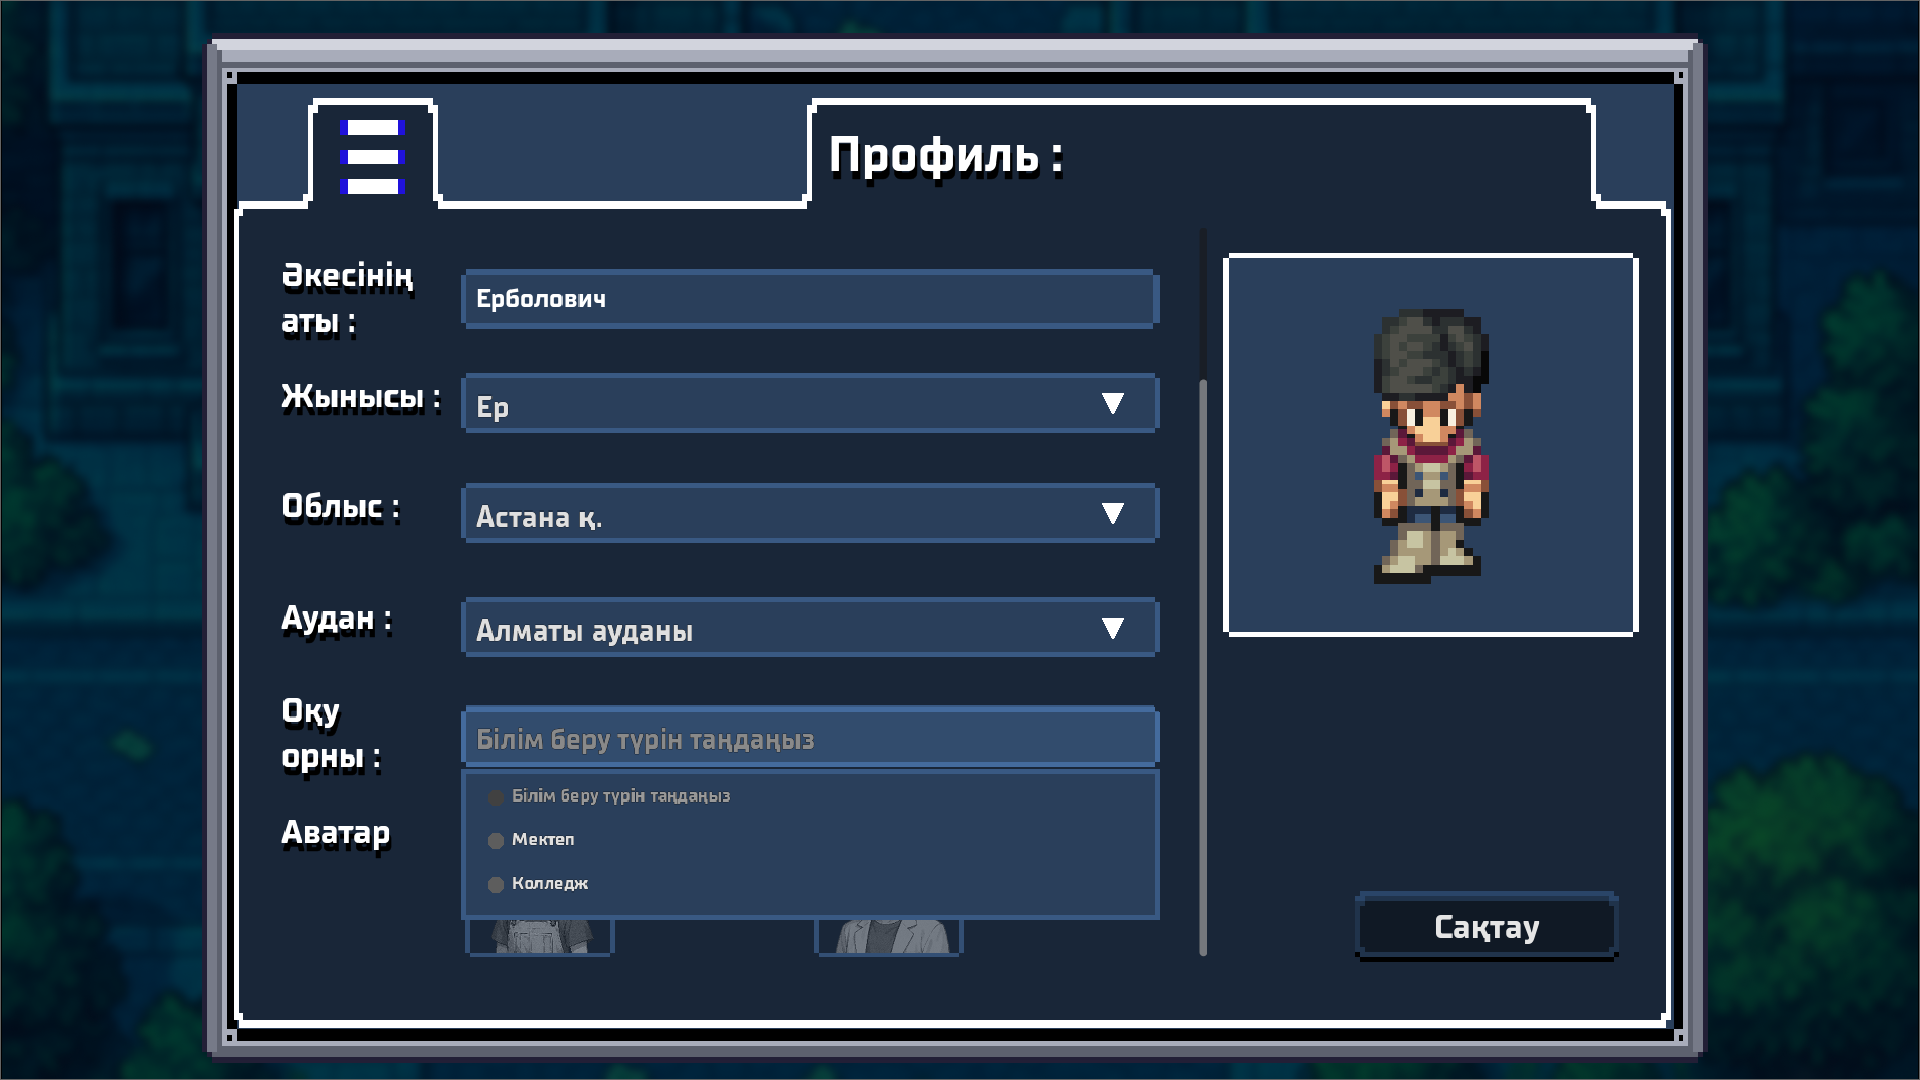 Профиль :
Әкесінің
аты :
Ерболович
Жынысы :
Ер
Облыс :
Астана қ.
Аудан :
Алматы ауданы
Оқу
орны :
Білім беру түрін таңдаңыз
Білім беру түрін таңдаңыз
Мектеп
Колледж
Аватар
Сақтау